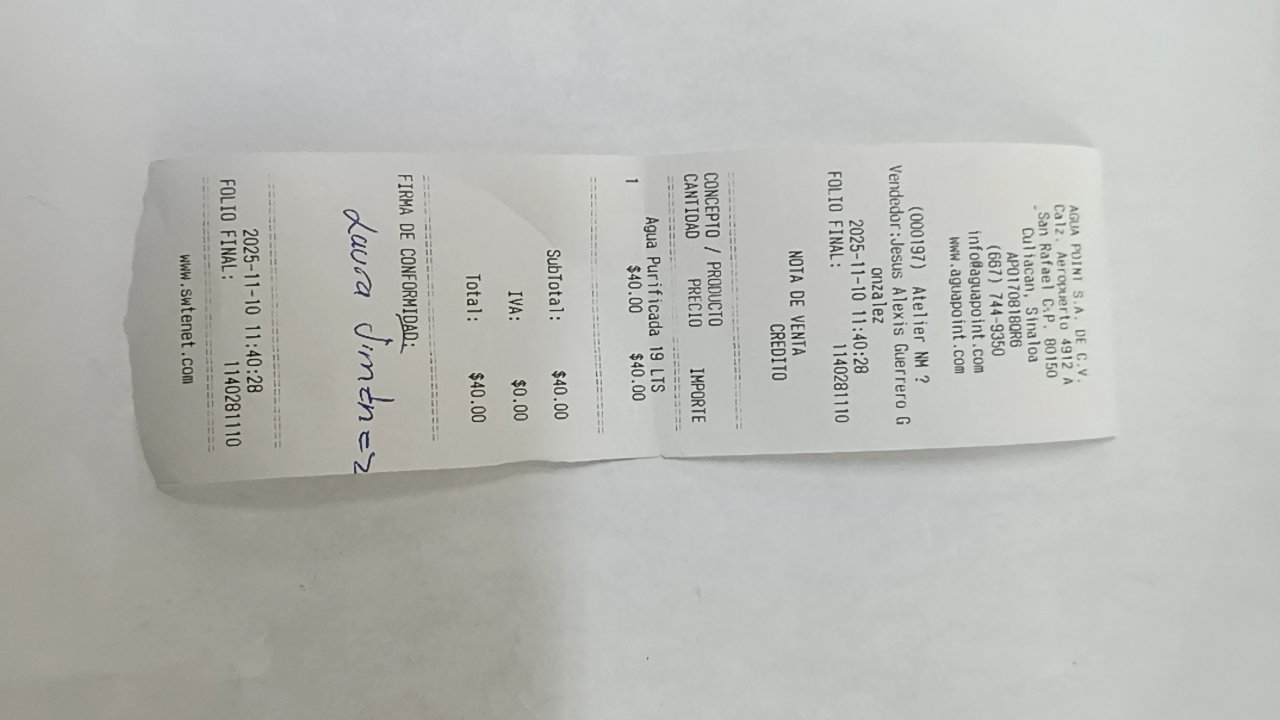 AGUA POINT S.A. DE C.V.
Calz. Aeropuerto 4912 A
. San Rafael C.P. 80150
Culiacan, Sinaloa
APO170818QR6
(667) 744-9350
info@aguapoint.com
www.aguapoint.com
(000197) Atelier NM ?
Vendedor:Jesus Alexis Guerrero G
onzalez
2025-11-10 11:40:28
FOLIO FINAL: 1140281110
NOTA DE VENTA
CREDITO
CONCEPTO / PRODUCTO
CANTIDAD PRECIO IMPORTE
Agua Purificada 19 LTS
1 $40.00 $40.00
SubTotal: $40.00
IVA: $0.00
Total: $40.00
FIRMA DE CONFORMIDAD:
Laura Jimenez
2025-11-10 11:40:28
FOLIO FINAL: 1140281110
www.swtenet.com